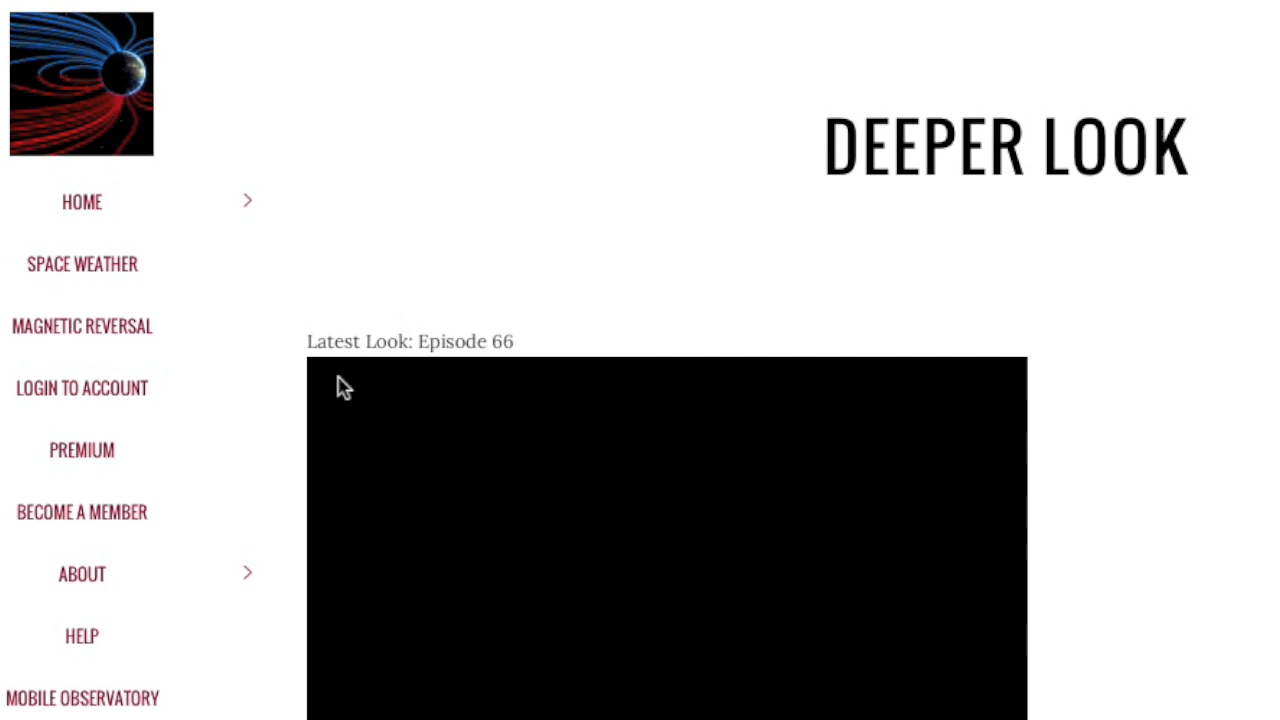 DEEPER LOOK
HOME
SPACE WEATHER
MAGNETIC REVERSAL
LOGIN TO ACCOUNT
PREMIUM
BECOME A MEMBER
ABOUT
HELP
MOBILE OBSERVATORY
Latest Look: Episode 66